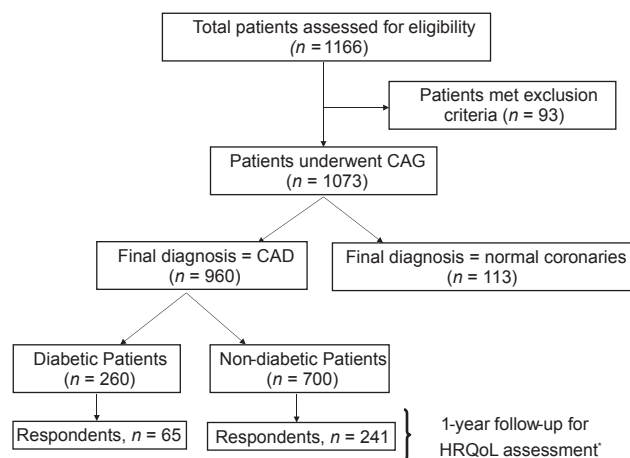 Total patients assessed for eligibility
(n = 1166)
Patients met exclusion
criteria (n = 93)
Patients underwent CAG
(n = 1073)
Final diagnosis = CAD
(n = 960)
Final diagnosis = normal coronaries
(n = 113)
Diabetic Patients
(n = 260)
Non-diabetic Patients
(n = 700)
Respondents, n = 65
Respondents, n = 241
1-year follow-up for
HRQoL assessment*